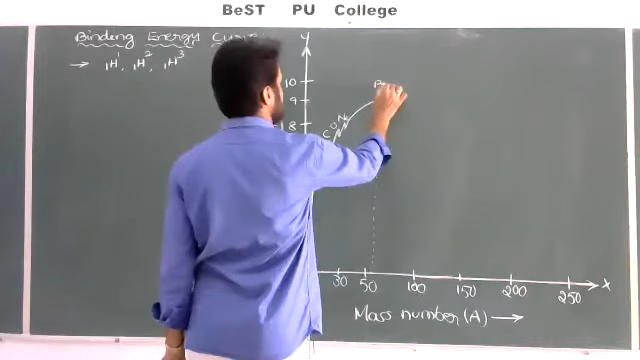 BeST PU College
Binding Energy
y
→ ₁H¹, ₁H², ₁H³
10
9
8
C O Ne
30 50 100 150 200 250 x
Mass number (A) →